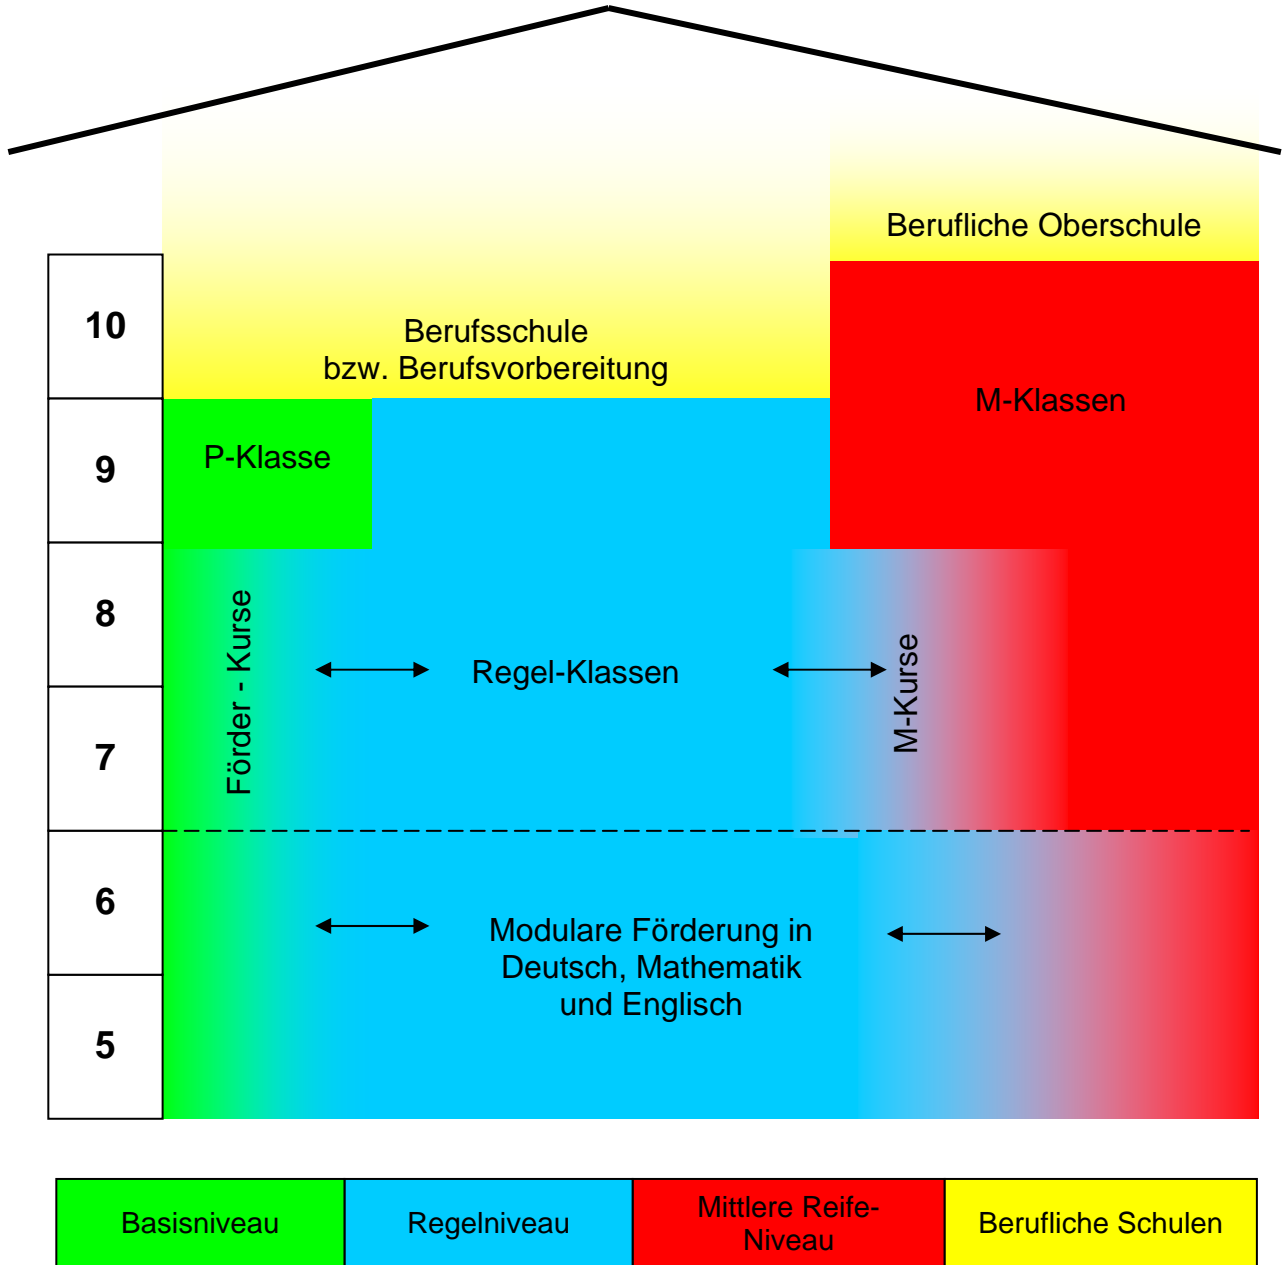 Berufliche Oberschule
10
Berufsschule
bzw. Berufsvorbereitung
M-Klassen
9
P-Klasse
8
Förder - Kurse
Regel-Klassen
M-Kurse
7
6
Modulare Förderung in
Deutsch, Mathematik
und Englisch
5
Basisniveau
Regelniveau
Mittlere Reife-
Niveau
Berufliche Schulen